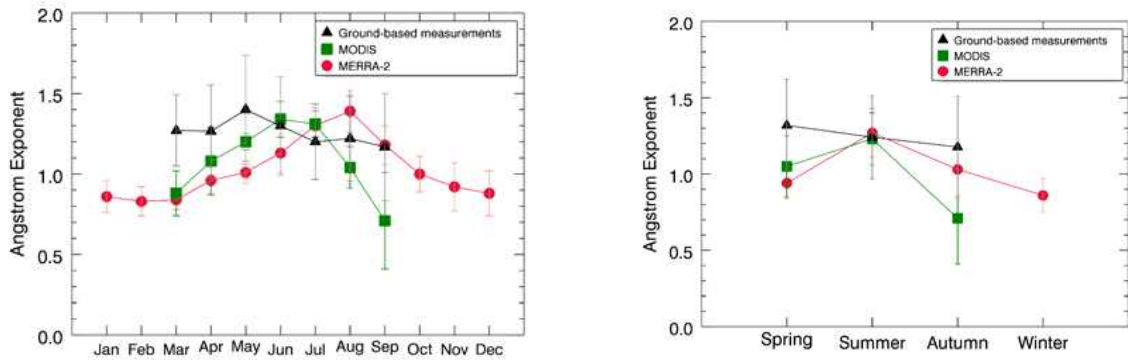 2.0
1.5
1.0
0.5
0.0
Angstrom Exponent
Ground-based measurements
MODIS
MERRA-2
Jan Feb Mar Apr May Jun Jul Aug Sep Oct Nov Dec
2.0
1.5
1.0
0.5
0.0
Angstrom Exponent
Ground-based measurements
MODIS
MERRA-2
Spring Summer Autumn Winter